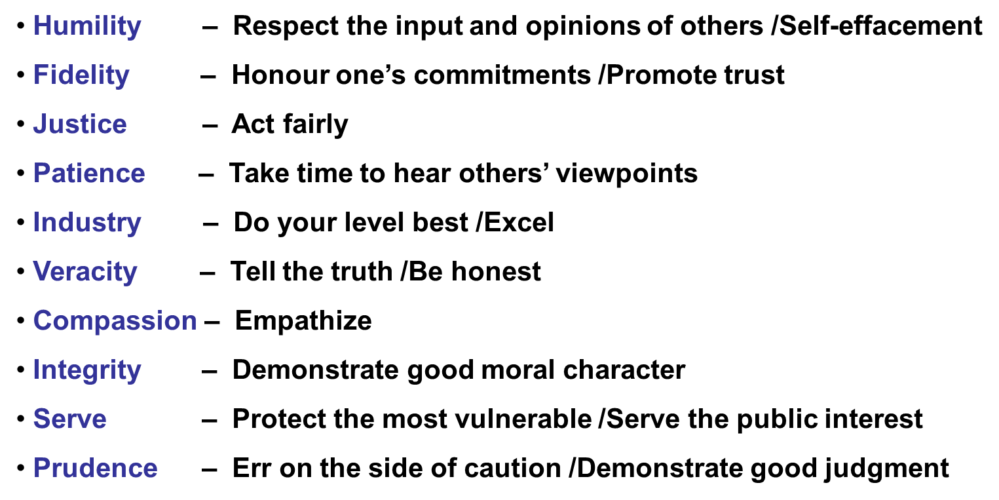 • Humility – Respect the input and opinions of others /Self-effacement
• Fidelity – Honour one’s commitments /Promote trust
• Justice – Act fairly
• Patience – Take time to hear others’ viewpoints
• Industry – Do your level best /Excel
• Veracity – Tell the truth /Be honest
• Compassion – Empathize
• Integrity – Demonstrate good moral character
• Serve – Protect the most vulnerable /Serve the public interest
• Prudence – Err on the side of caution /Demonstrate good judgment